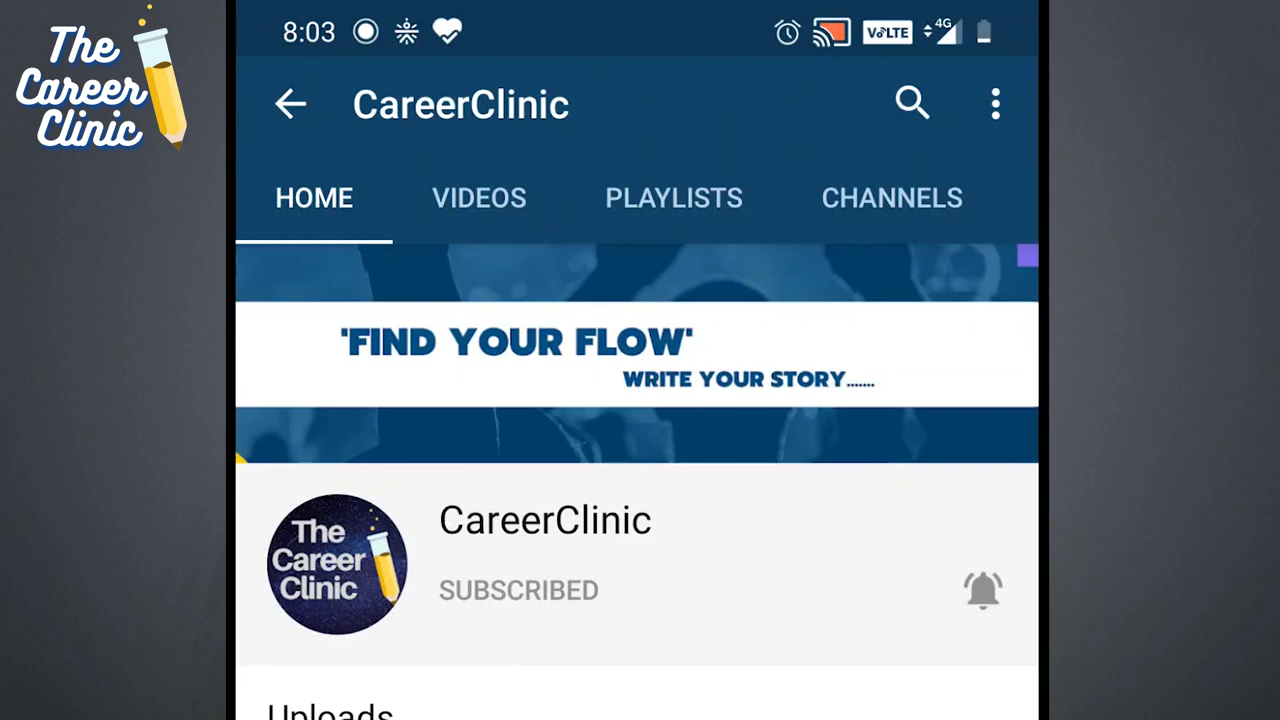 The
Career
Clinic
8:03
VoLTE
4G
CareerClinic
HOME VIDEOS PLAYLISTS CHANNELS
'FIND YOUR FLOW'
WRITE YOUR STORY.......
The
Career
Clinic
CareerClinic
SUBSCRIBED
Uploads